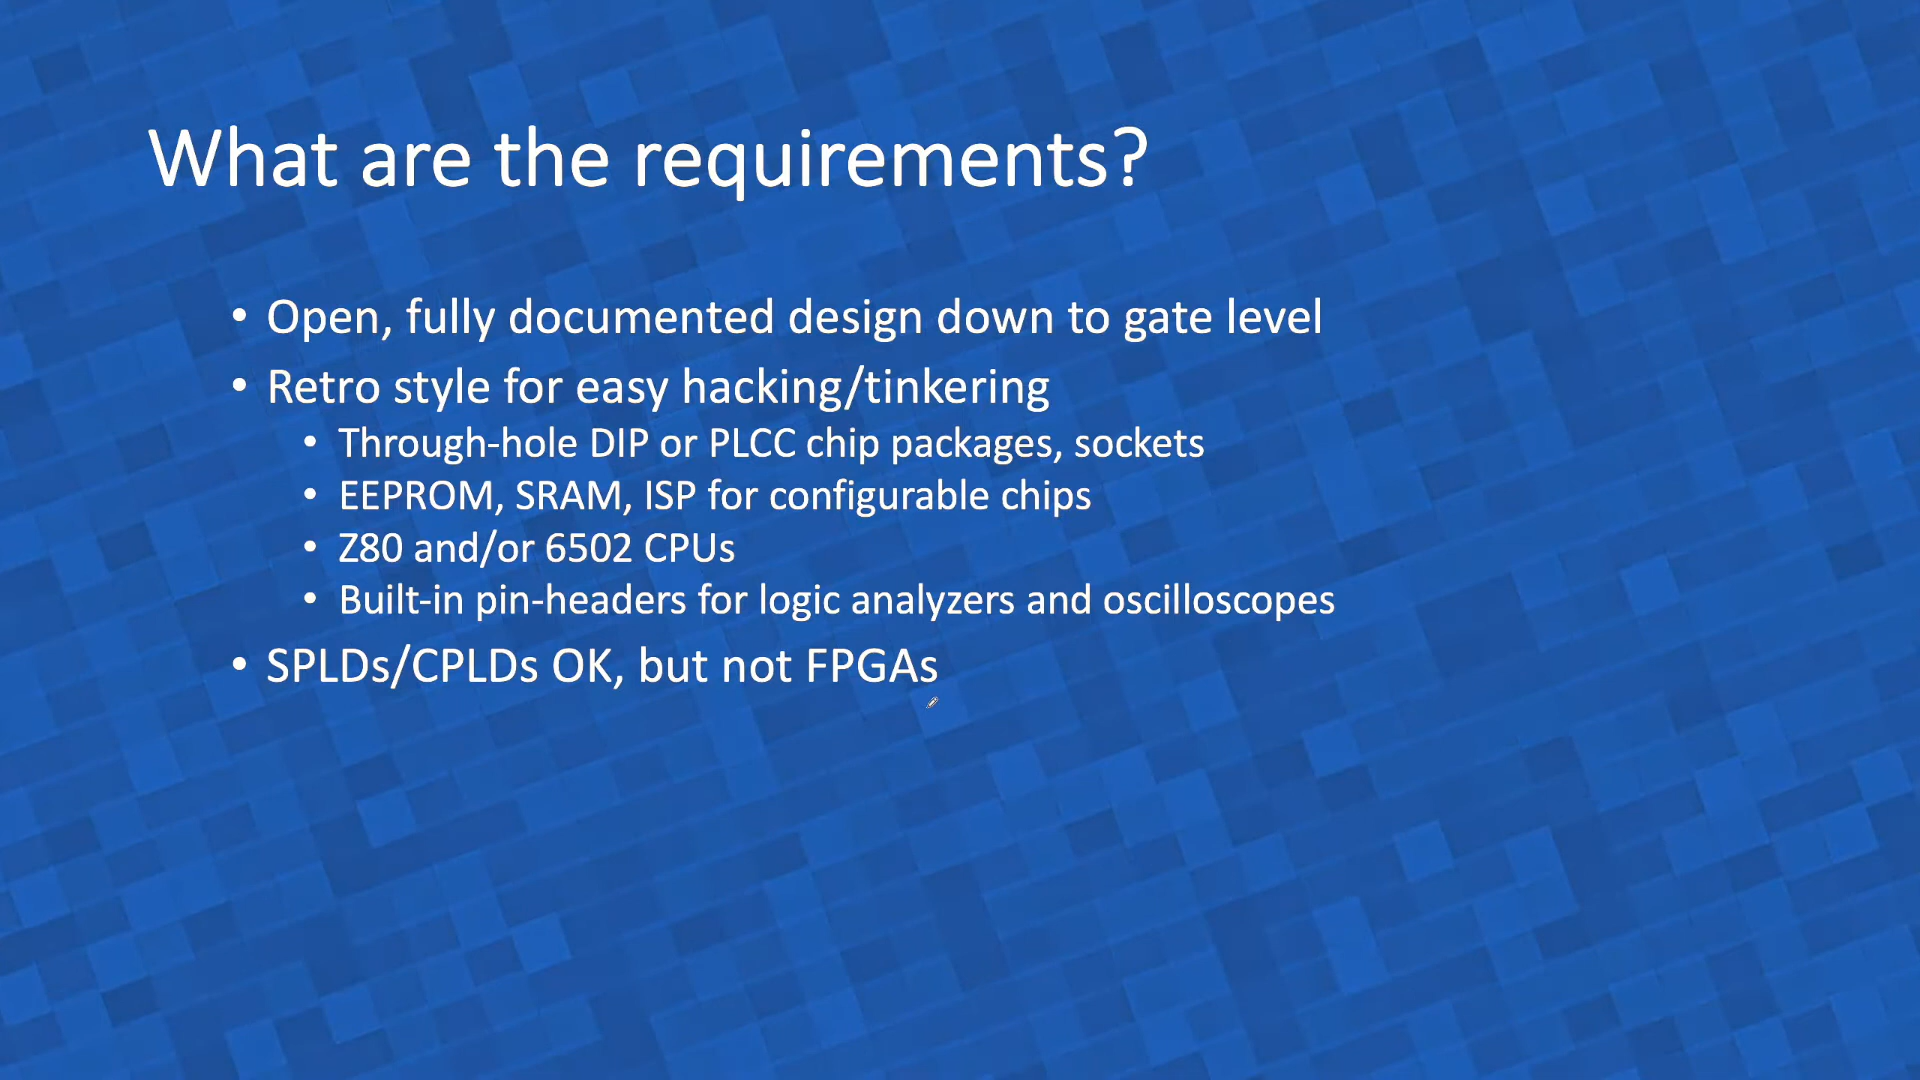 What are the requirements?
• Open, fully documented design down to gate level
• Retro style for easy hacking/tinkering
• Through-hole DIP or PLCC chip packages, sockets
• EEPROM, SRAM, ISP for configurable chips
• Z80 and/or 6502 CPUs
• Built-in pin-headers for logic analyzers and oscilloscopes
• SPLDs/CPLDs OK, but not FPGAs